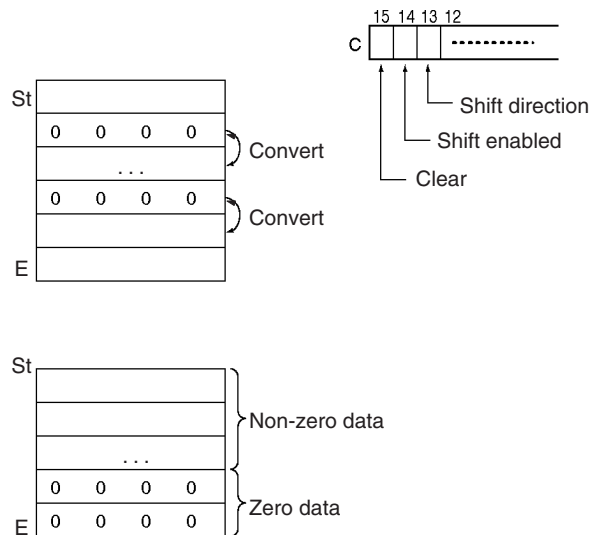 15 14 13 12
C
Shift direction
Shift enabled
Clear
St
0 0 0 0
Convert
...
0 0 0 0
Convert
E
St
Non-zero data
...
0 0 0 0
Zero data
0 0 0 0
E